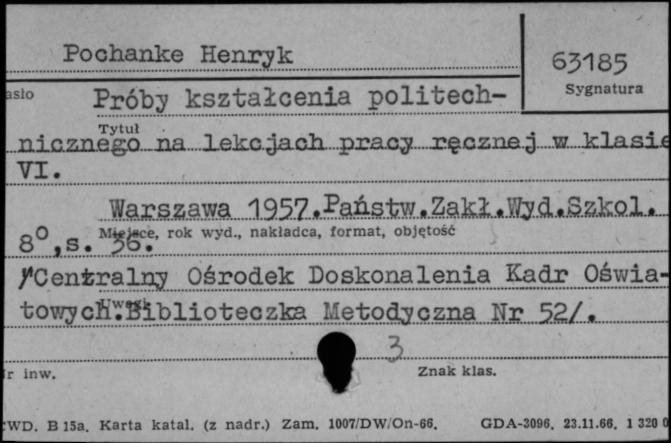 Pochanke Henryk
63185
Sygnatura
asło
Próby kształcenia politech-
Tytuł
nicznego na lekcjach pracy ręcznej w klasie
VI.
Warszawa 1957.Państw.Zakł.Wyd.Szkol.
Miejsce, rok wyd., nakładca, format, objętość
8°,s. 56.
/Centralny Ośrodek Doskonalenia Kadr Oświa-
towych.Biblioteczka Metodyczna Nr 52/.
Uwagi
3
r inw.
Znak klas.
WD. B 15a. Karta katal. (z nadr.) Zam. 1007/DW/On-66. GDA-3096. 23.11.66. 1 320